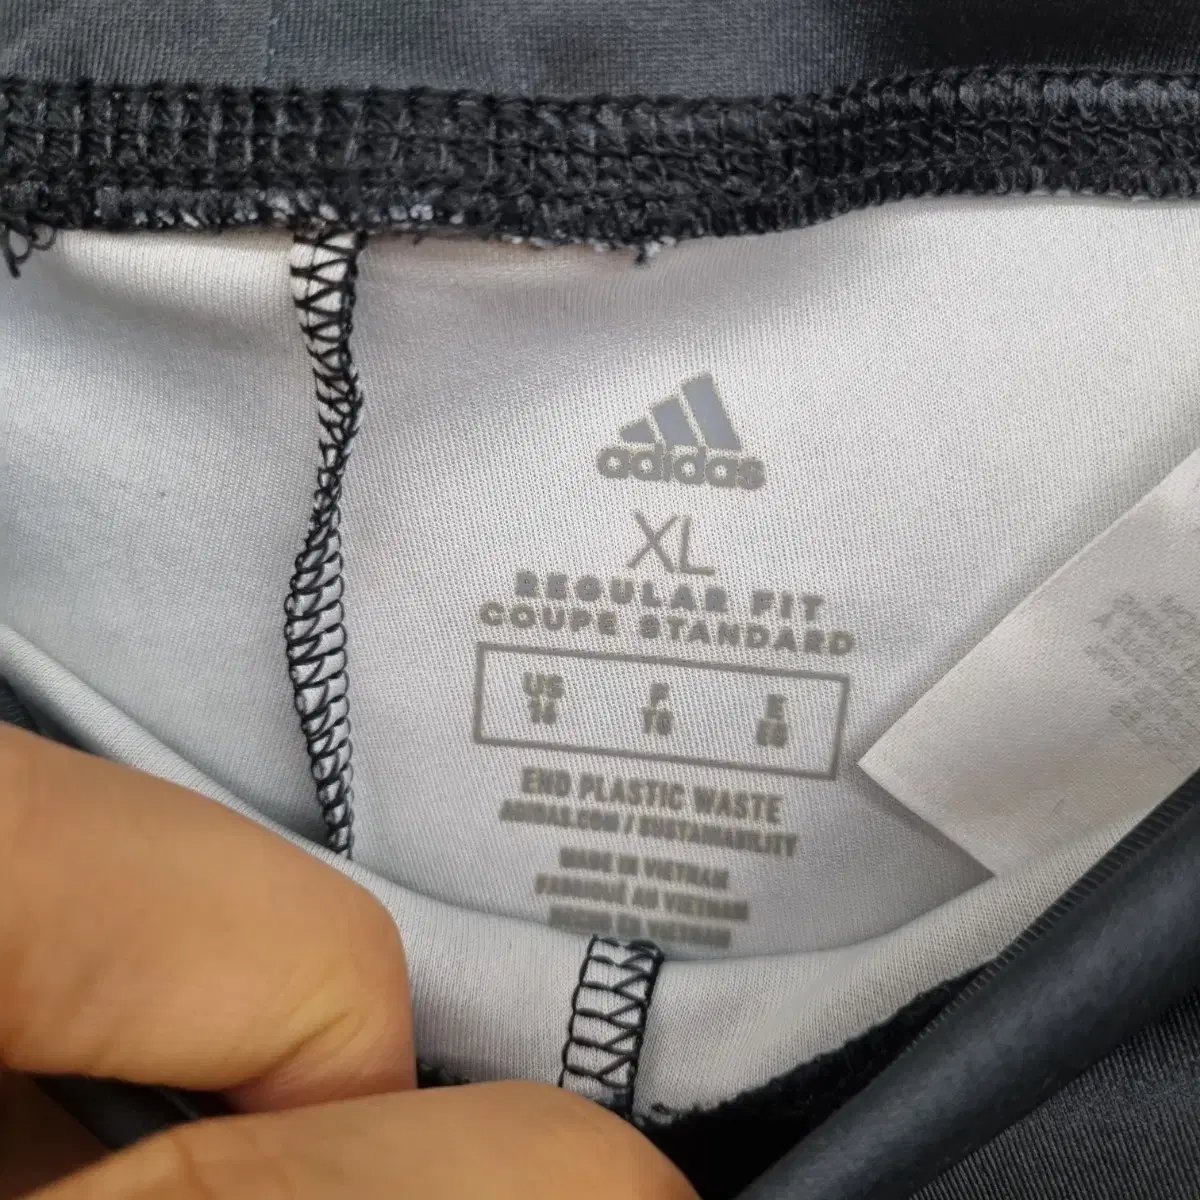 adidas
XL
REGULAR FIT
COUPE STANDARD
US F E
16
END PLASTIC WASTE
ADIDAS.COM / SUSTAINABILITY
MADE IN VIETNAM
FABRIQUÉ AU VIETNAM
HECHO EN VIETNAM